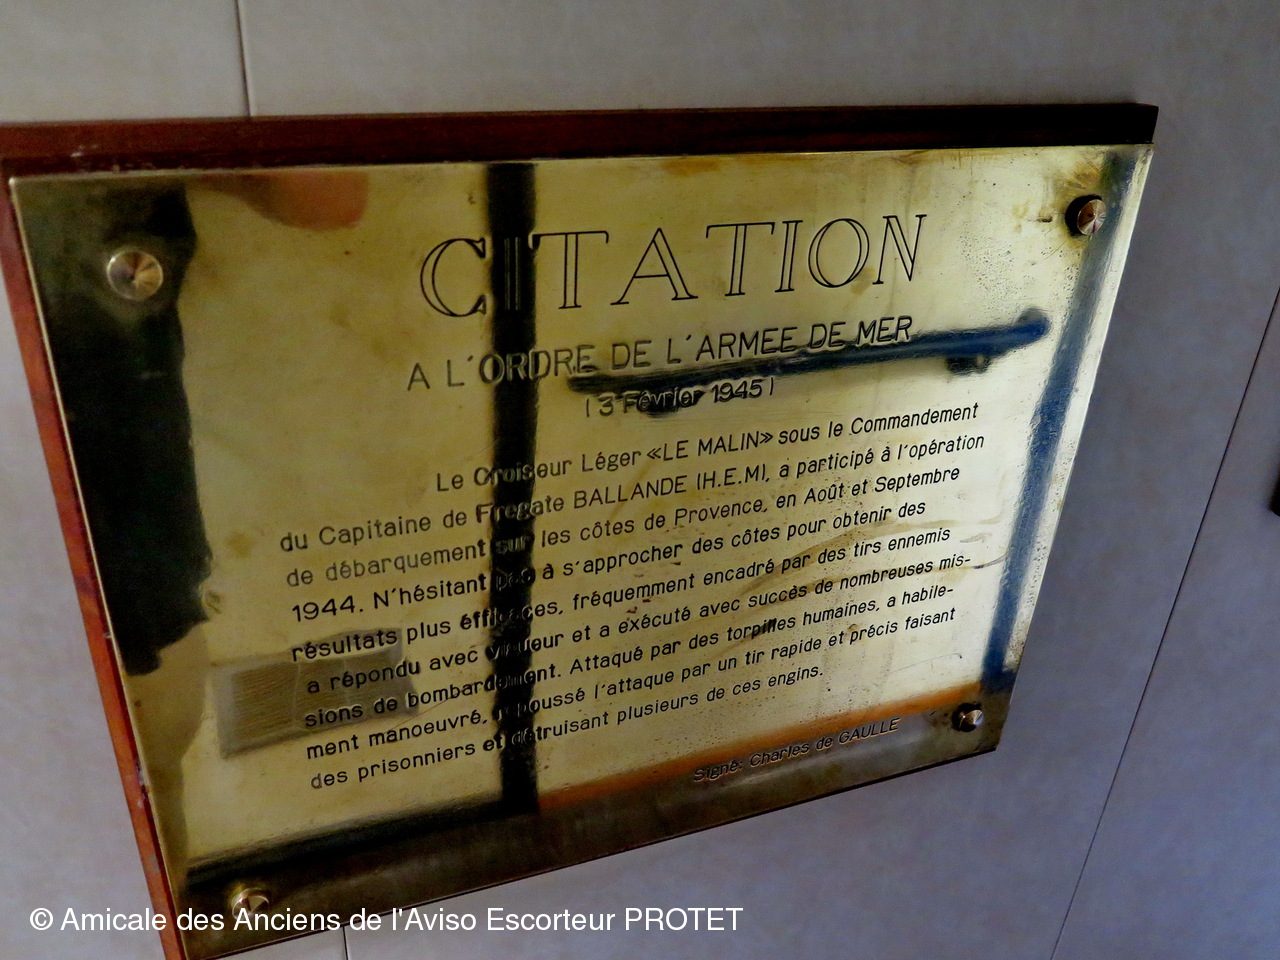 CITATION
A L'ORDRE DE L'ARMEE DE MER
(3 Février 1945)
Le Croiseur Léger «LE MALIN» sous le Commandement
du Capitaine de Fregate BALLANDE (H.E.M), a participé à l'opération
de débarquement sur les côtes de Provence, en Août et Septembre
1944. N'hésitant pas à s'approcher des côtes pour obtenir des
résultats plus éfficaces, fréquemment encadré par des tirs ennemis
a répondu avec vigueur et a exécuté avec succès de nombreuses mis-
sions de bombardement. Attaqué par des torpilles humaines, a habile-
ment manoeuvré, repoussé l'attaque par un tir rapide et précis faisant
des prisonniers et détruisant plusieurs de ces engins.
Signé: Charles de GAULLE
© Amicale des Anciens de l'Aviso Escorteur PROTET